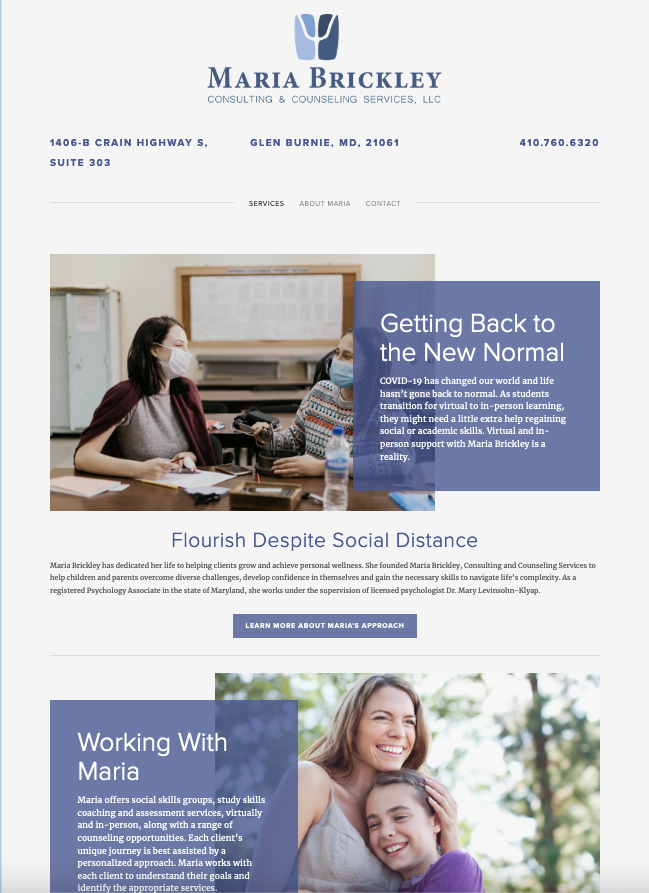 MARIA BRICKLEY
CONSULTING & COUNSELING SERVICES, LLC
1406-B CRAIN HIGHWAY S,
SUITE 303
GLEN BURNIE, MD, 21061
410.760.6320
SERVICES ABOUT MARIA CONTACT
Getting Back to
the New Normal
COVID-19 has changed our world and life
hasn't gone back to normal. As students
transition for virtual to in-person learning,
they might need a little extra help regaining
social or academic skills. Virtual and in-
person support with Maria Brickley is a
reality.
Flourish Despite Social Distance
Maria Brickley has dedicated her life to helping clients grow and achieve personal wellness. She founded Maria Brickley, Consulting and Counseling Services to
help children and parents overcome diverse challenges, develop confidence in themselves and gain the necessary skills to navigate life's complexity. As a
registered Psychology Associate in the state of Maryland, she works under the supervision of licensed psychologist Dr. Mary Levinsohn-Klyap.
LEARN MORE ABOUT MARIA'S APPROACH
Working With
Maria
Maria offers social skills groups, study skills
coaching and assessment services, virtually
and in-person, along with a range of
counseling opportunities. Each client's
unique journey is best assisted by a
personalized approach. Maria works with
each client to understand their goals and
identify the appropriate services.